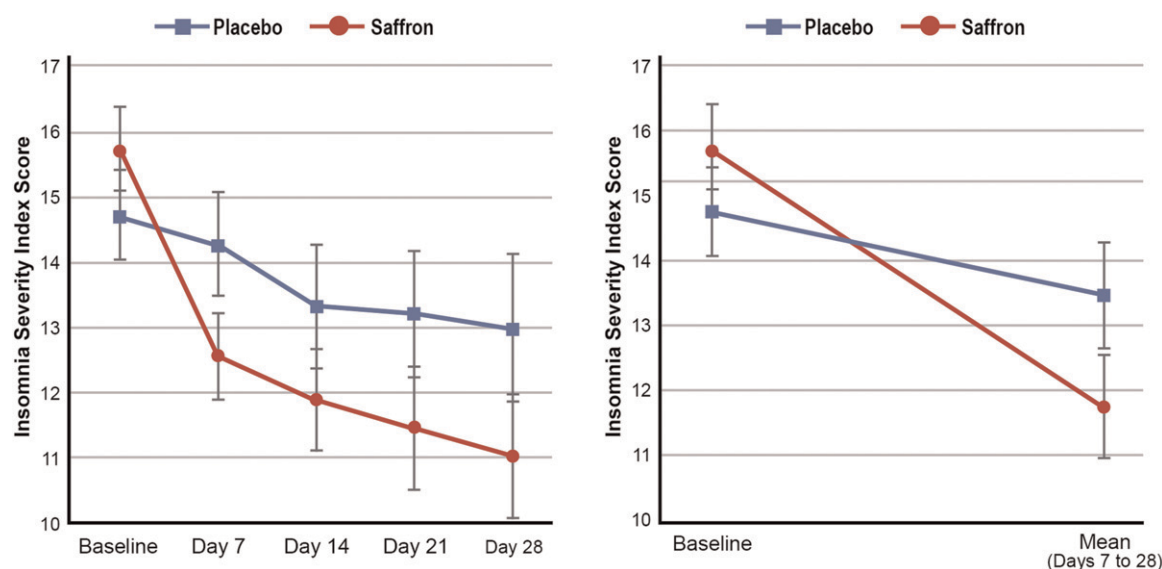 Placebo Saffron
Insomnia Severity Index Score
17
16
15
14
13
12
11
10
Baseline Day 7 Day 14 Day 21 Day 28
Placebo Saffron
Insomnia Severity Index Score
17
16
15
14
13
12
11
10
Baseline Mean
(Days 7 to 28)